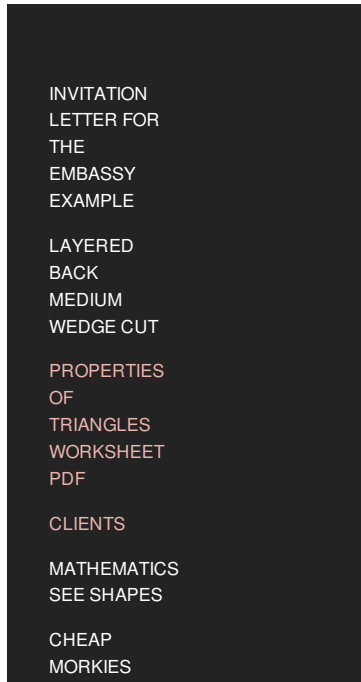 INVITATION
LETTER FOR
THE
EMBASSY
EXAMPLE
LAYERED
BACK
MEDIUM
WEDGE CUT
PROPERTIES
OF
TRIANGLES
WORKSHEET
PDF
CLIENTS
MATHEMATICS
SEE SHAPES
CHEAP
MORKIES